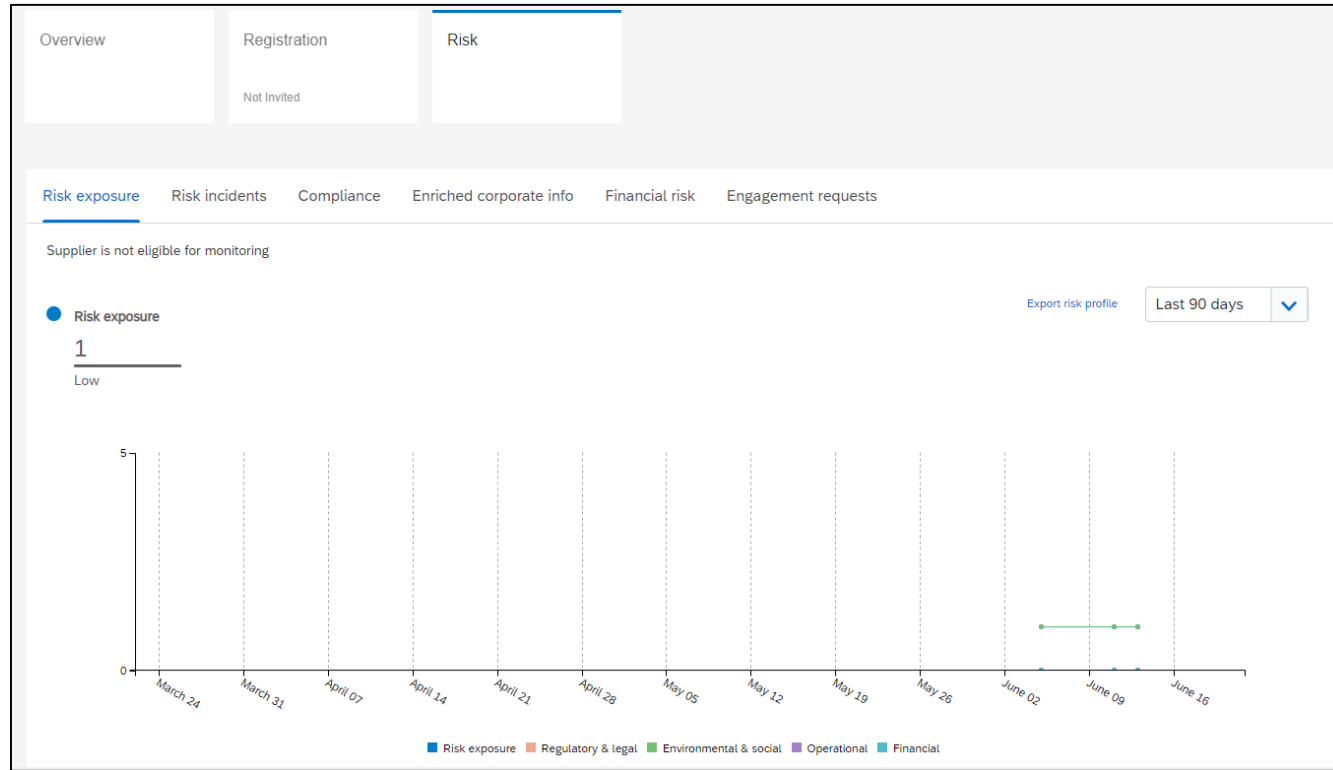 Overview
Registration
Risk
Not Invited
Risk exposure
Risk incidents
Compliance
Enriched corporate info
Financial risk
Engagement requests
Supplier is not eligible for monitoring
Export risk profile
Last 90 days
Risk exposure
1
Low
5
0
March 24
March 31
April 07
April 14
April 21
April 28
May 05
May 12
May 19
May 26
June 02
June 09
June 16
Risk exposure
Regulatory & legal
Environmental & social
Operational
Financial